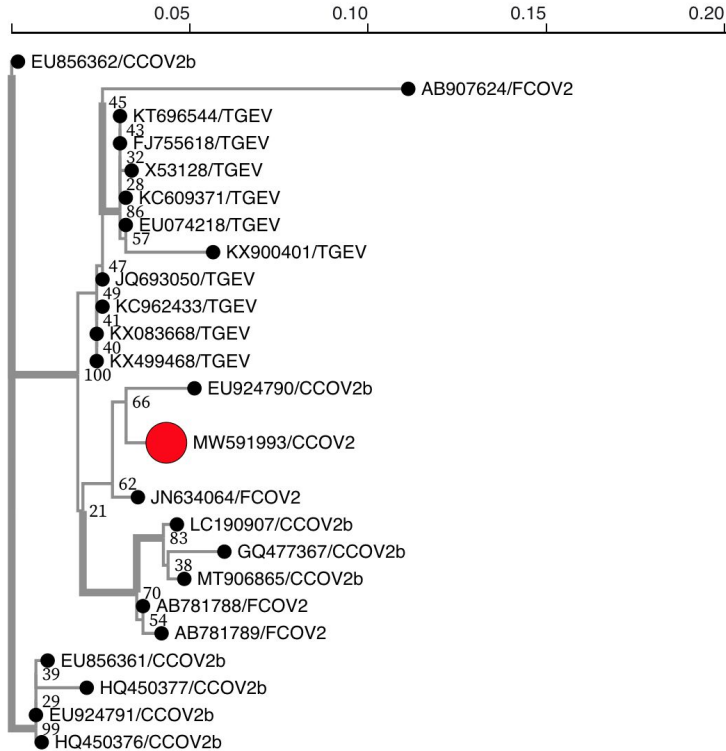 0.05 0.10 0.15 0.20
EU856362/CCOV2b
AB907624/FCOV2
45
KT696544/TGEV
43
FJ755618/TGEV
32
X53128/TGEV
28
KC609371/TGEV
86
EU074218/TGEV
57
KX900401/TGEV
47
JQ693050/TGEV
49
KC962433/TGEV
41
KX083668/TGEV
40
KX499468/TGEV
100
EU924790/CCOV2b
66
MW591993/CCOV2
62
JN634064/FCOV2
21
LC190907/CCOV2b
83
GQ477367/CCOV2b
38
MT906865/CCOV2b
70
AB781788/FCOV2
54
AB781789/FCOV2
EU856361/CCOV2b
39
HQ450377/CCOV2b
29
EU924791/CCOV2b
99
HQ450376/CCOV2b